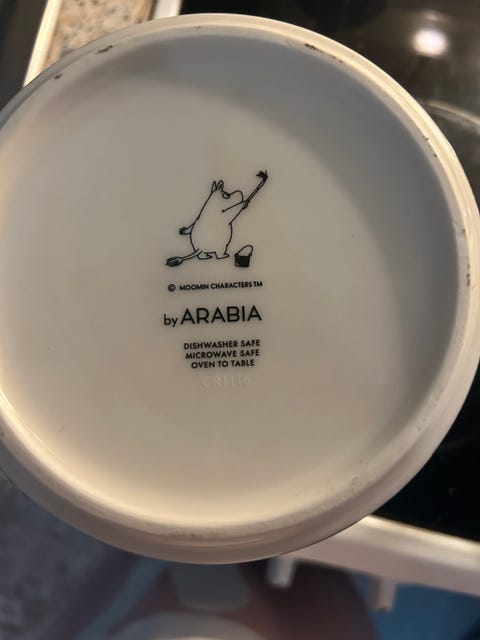 © MOOMIN CHARACTERS TM
by ARABIA
DISHWASHER SAFE
MICROWAVE SAFE
OVEN TO TABLE